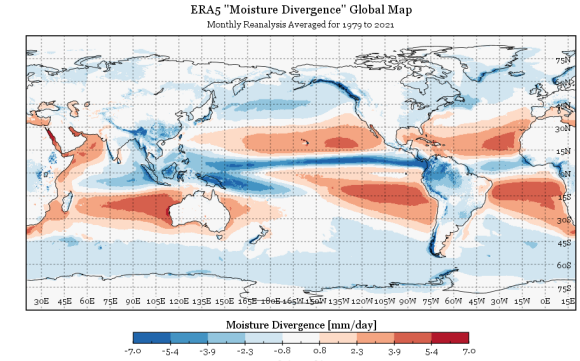 ERA5 "Moisture Divergence" Global Map
Monthly Reanalysis Averaged for 1979 to 2021
75N
45N
30N
15N
0N
15S
30S
45S
60S
75S
30E 45E 60E 75E 90E 105E 120E 135E 150E 165E 180E 165W 150W 135W 120W 105W 90W 75W 60W 45W 30W 15W 0E 15E
Moisture Divergence [mm/day]
-7.0 -5.4 -3.9 -2.3 -0.8 0.8 2.3 3.9 5.4 7.0